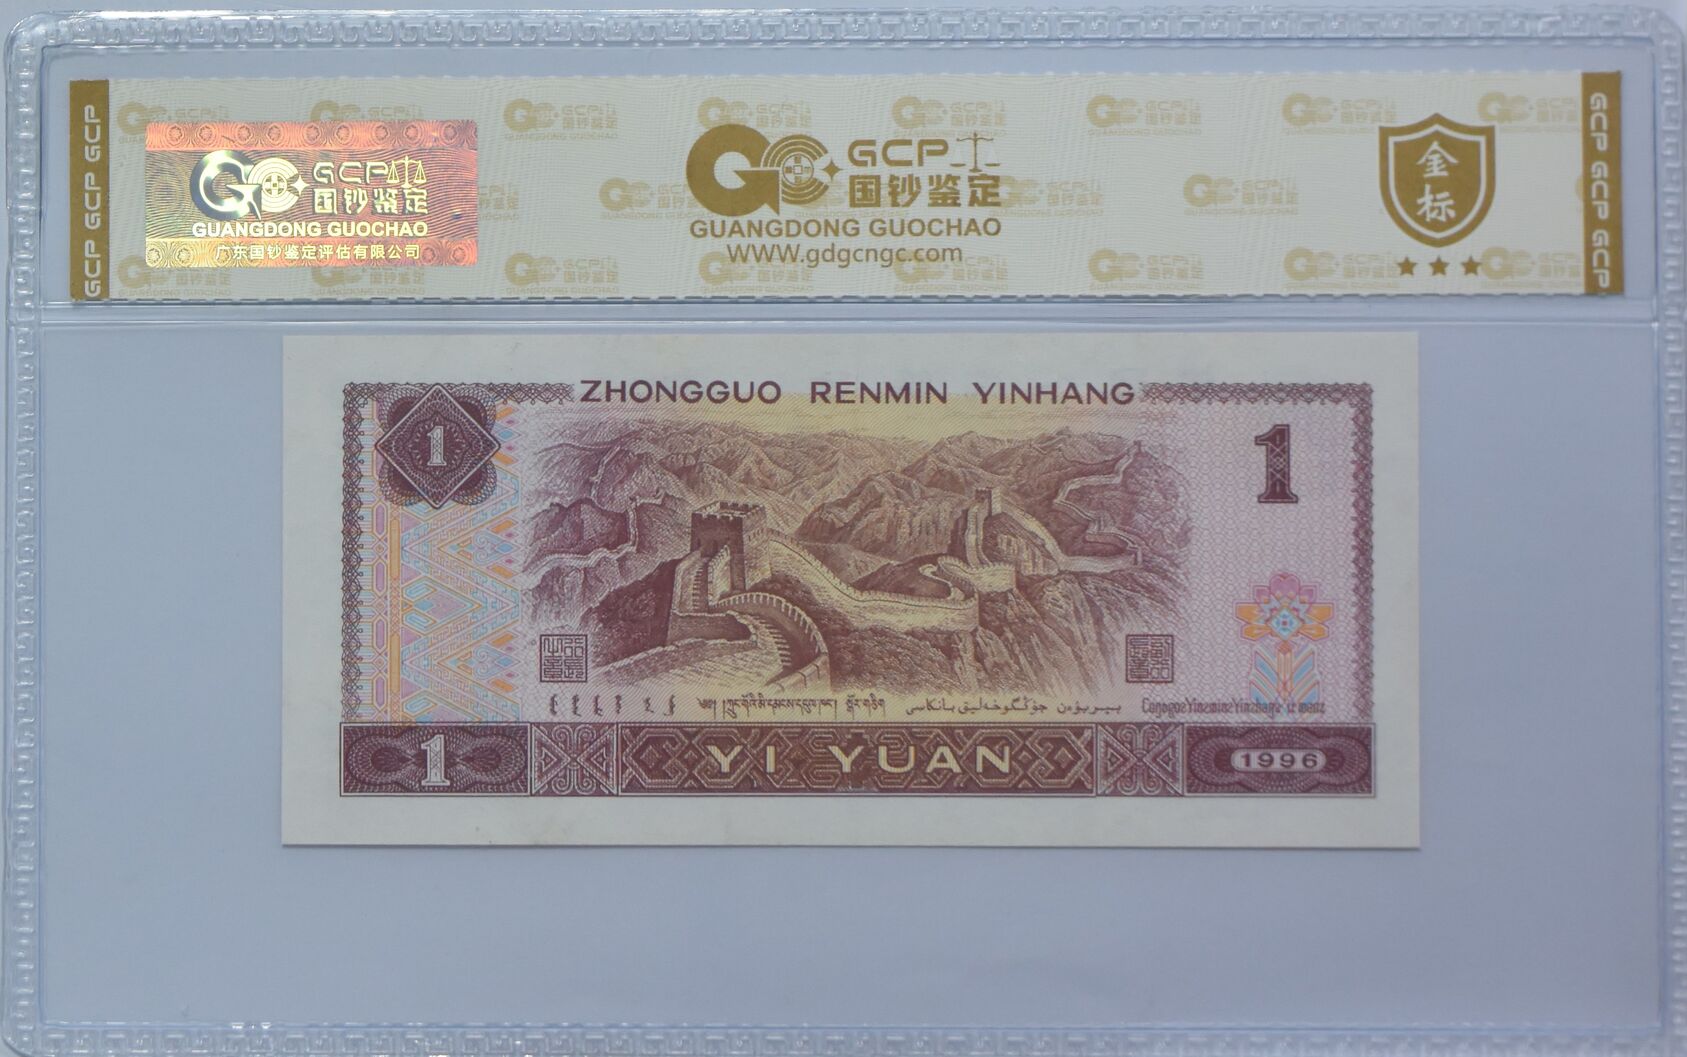 GCP GCP GCP
GCP
国钞鉴定
GUANGDONG GUOCHAO
广东国钞鉴定评估有限公司
GCP
国钞鉴定
GUANGDONG GUOCHAO
WWW.gdgcngc.com
金标
GCP GCP GCP
ZHONGGUO RENMIN YINHANG
1
1
1
YI YUAN
1996